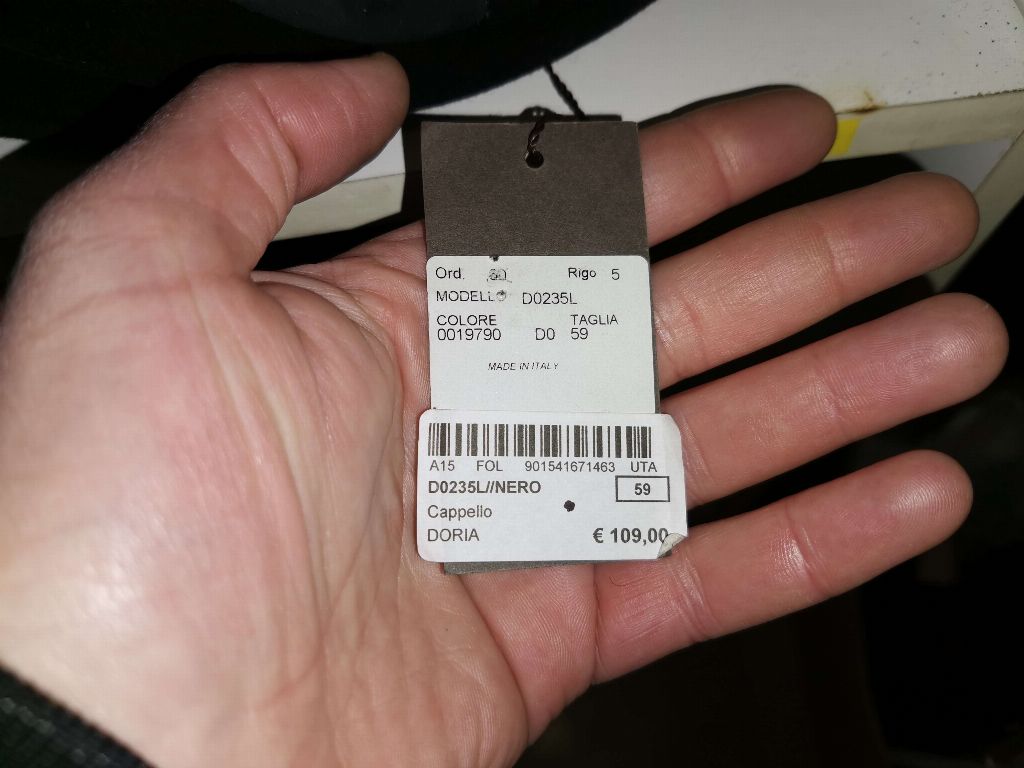 Ord. Rigo 5
MODELLO D0235L
COLORE TAGLIA
0019790 D0 59
MADE IN ITALY
A15 FOL 901541671463 UTA
D0235L//NERO 59
Cappello
DORIA € 109,00